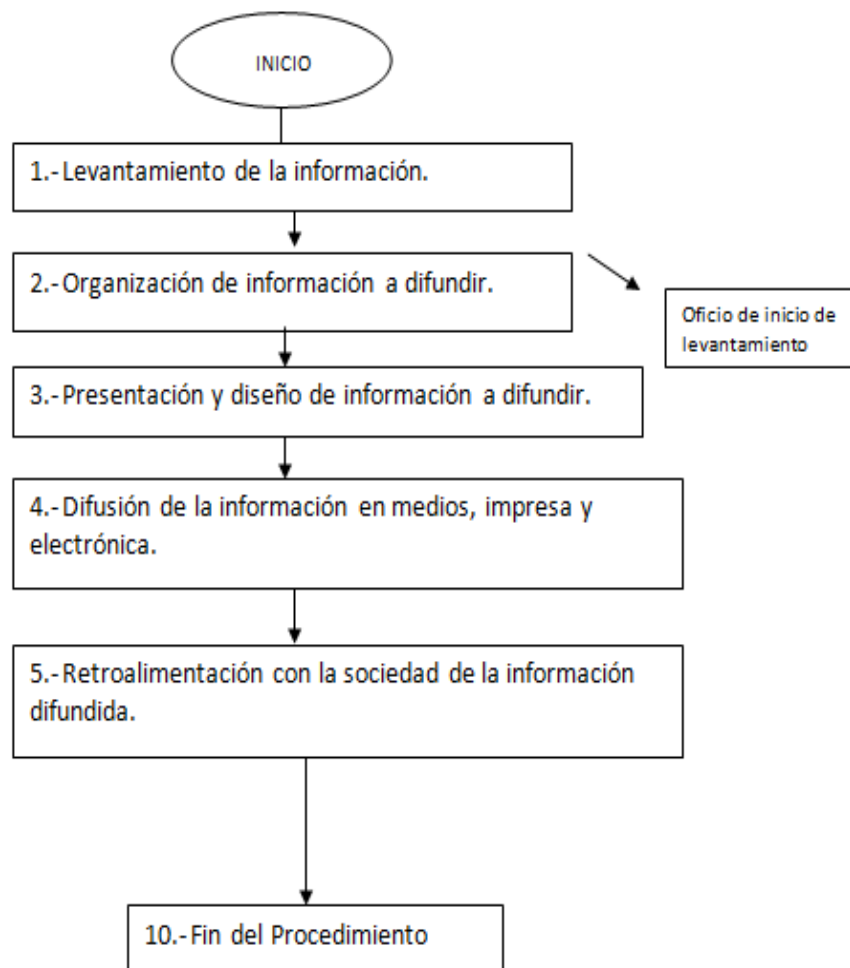 INICIO
1.-Levantamiento de la información.
2.-Organización de información a difundir.
Oficio de inicio de
levantamiento
3.-Presentación y diseño de información a difundir.
4.-Difusión de la información en medios, impresa y
electrónica.
5.-Retroalimentación con la sociedad de la información
difundida.
10.-Fin del Procedimiento